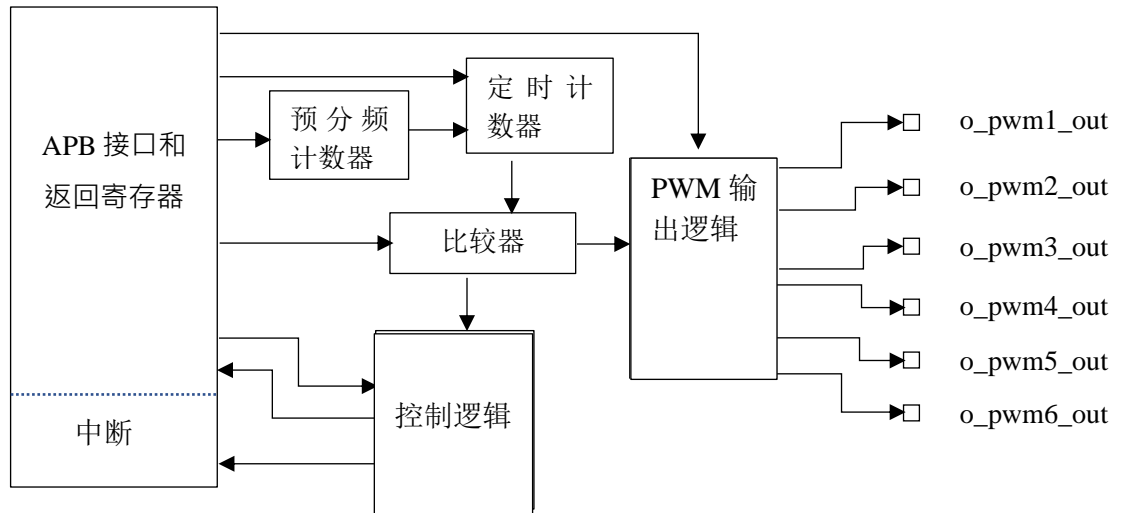 APB 接口和
返回寄存器
中断
预分频
计数器
定时计
数器
比较器
控制逻辑
PWM 输
出逻辑
o_pwm1_out
o_pwm2_out
o_pwm3_out
o_pwm4_out
o_pwm5_out
o_pwm6_out